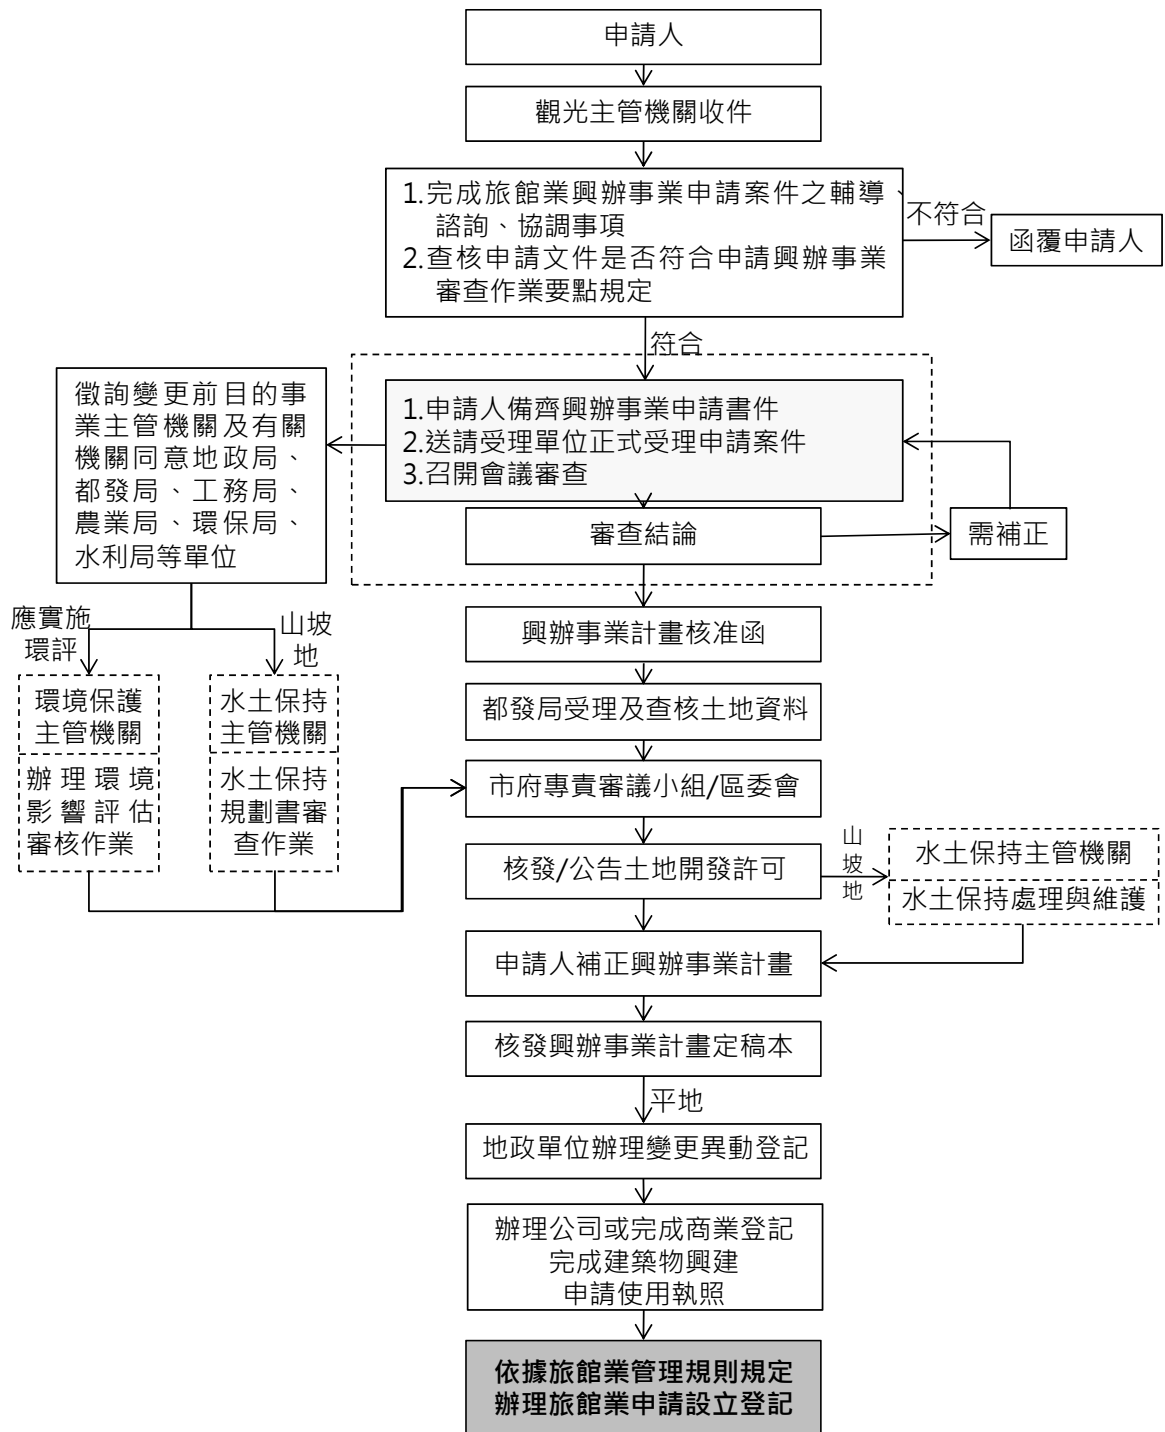 申請人
觀光主管機關收件
1.完成旅館業興辦事業申請案件之輔導、
諮詢、協調事項
2.查核申請文件是否符合申請興辦事業
審查作業要點規定
不符合
函覆申請人
符合
徵詢變更前目的事
業主管機關及有關
機關同意地政局、
都發局、工務局、
農業局、環保局、
水利局等單位
1.申請人備齊興辦事業申請書件
2.送請受理單位正式受理申請案件
3.召開會議審查
審查結論
需補正
應實施
環評
山坡
地
環境保護
主管機關
辦理環境
影響評估
審核作業
水土保持
主管機關
水土保持
規劃書審
查作業
興辦事業計畫核准函
都發局受理及查核土地資料
市府專責審議小組/區委會
核發/公告土地開發許可
山
坡
地
水土保持主管機關
水土保持處理與維護
申請人補正興辦事業計畫
核發興辦事業計畫定稿本
平地
地政單位辦理變更異動登記
辦理公司或完成商業登記
完成建築物興建
申請使用執照
依據旅館業管理規則規定
辦理旅館業申請設立登記